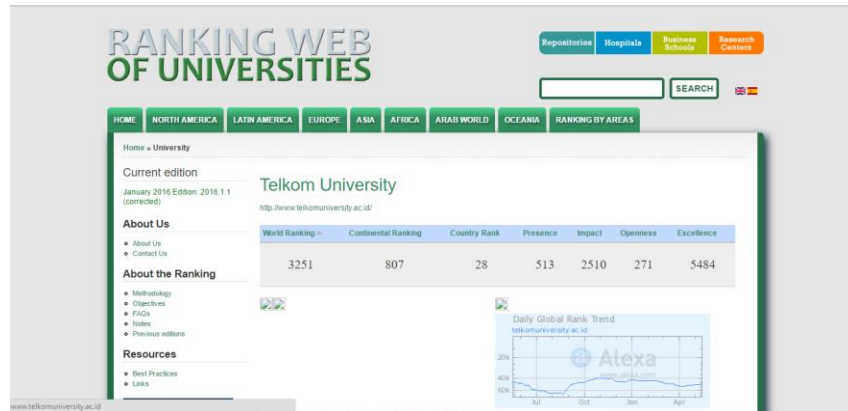 RANKING WEB
OF UNIVERSITIES
Repositories Hospitals Business Schools Research Centers
SEARCH
HOME NORTH AMERICA LATIN AMERICA EUROPE ASIA AFRICA ARAB WORLD OCEANIA RANKING BY AREAS
Home » University
Current edition
January 2016 Edition: 2016.1.1
(corrected)
About Us
About Us
Contact Us
About the Ranking
Methodology
Objectives
FAQs
Notes
Previous editions
Resources
Best Practices
Links
Telkom University
http://www.telkomuniversity.ac.id/
World Ranking Continental Ranking Country Rank Presence Impact Openness Excellence
3251 807 28 513 2510 271 5484
Daily Global Rank Trend
telkomuniversity.ac.id
Alexa
www.alexa.com
20k
40k
60k
Jul Oct Jan Apr
www.telkomuniversity.ac.id